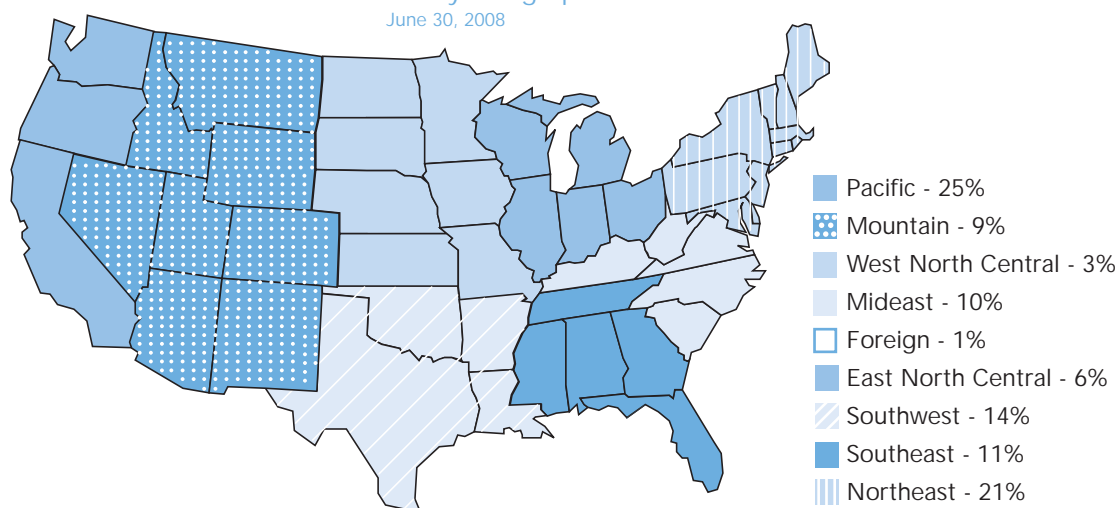 June 30, 2008
Pacific - 25%
Mountain - 9%
West North Central - 3%
Mideast - 10%
Foreign - 1%
East North Central - 6%
Southwest - 14%
Southeast - 11%
Northeast - 21%